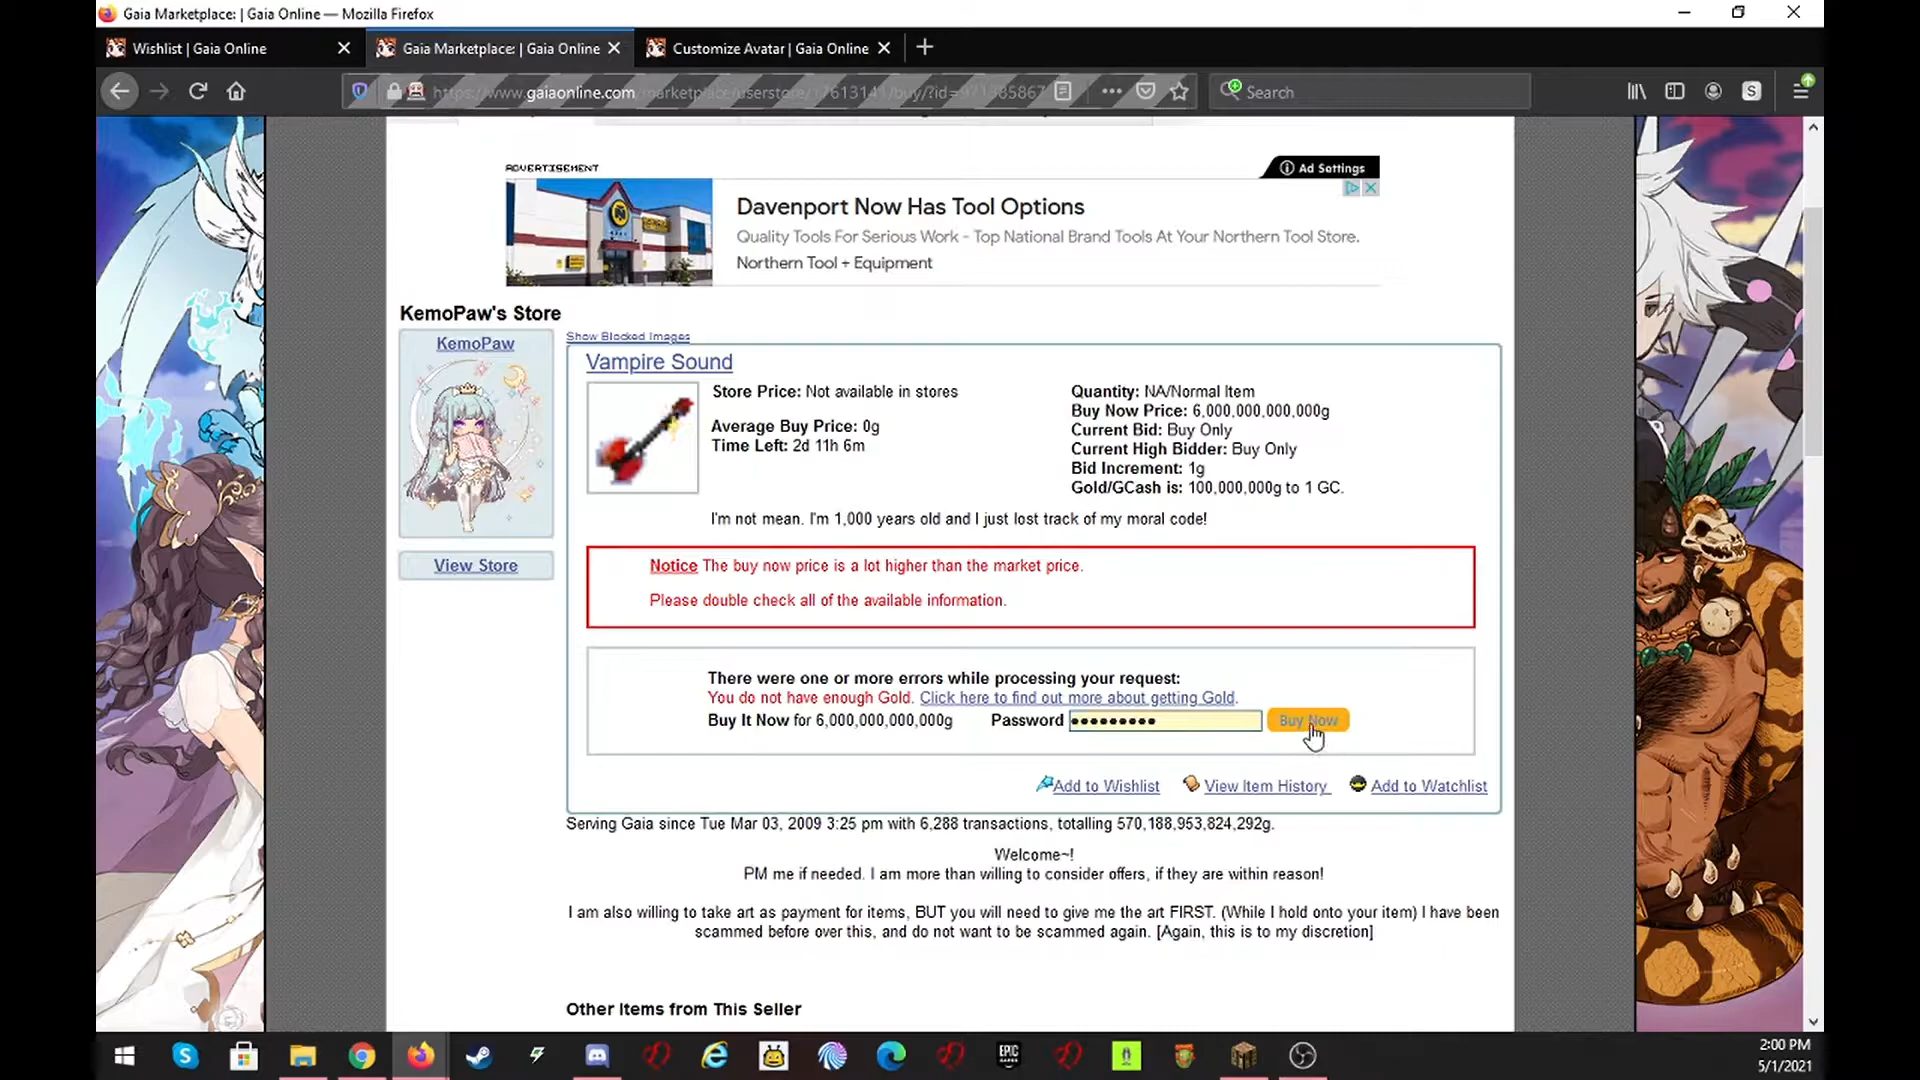 Gaia Marketplace: | Gaia Online — Mozilla Firefox
Wishlist | Gaia Online
Gaia Marketplace: | Gaia Online
Customize Avatar | Gaia Online
https://www.gaiaonline.com
Search
S
ADVERTISEMENT
Ad Settings
Davenport Now Has Tool Options
Quality Tools For Serious Work - Top National Brand Tools At Your Northern Tool Store.
Northern Tool + Equipment
KemoPaw's Store
KemoPaw
View Store
Show Blocked Images
Vampire Sound
Store Price: Not available in stores
Average Buy Price: 0g
Time Left: 2d 11h 6m
Quantity: NA/Normal Item
Buy Now Price: 6,000,000,000,000g
Current Bid: Buy Only
Current High Bidder: Buy Only
Bid Increment: 1g
Gold/GCash is: 100,000,000g to 1 GC.
I'm not mean. I'm 1,000 years old and I just lost track of my moral code!
Notice The buy now price is a lot higher than the market price.
Please double check all of the available information.
There were one or more errors while processing your request:
You do not have enough Gold. Click here to find out more about getting Gold.
Buy It Now for 6,000,000,000,000g Password ••••••••• Buy Now
Add to Wishlist View Item History Add to Watchlist
Serving Gaia since Tue Mar 03, 2009 3:25 pm with 6,288 transactions, totalling 570,188,953,824,292g.
Welcome~!
PM me if needed. I am more than willing to consider offers, if they are within reason!
I am also willing to take art as payment for items, BUT you will need to give me the art FIRST. (While I hold onto your item) I have been
scammed before over this, and do not want to be scammed again. [Again, this is to my discretion]
Other Items from This Seller
EPIC
2:00 PM
5/1/2021